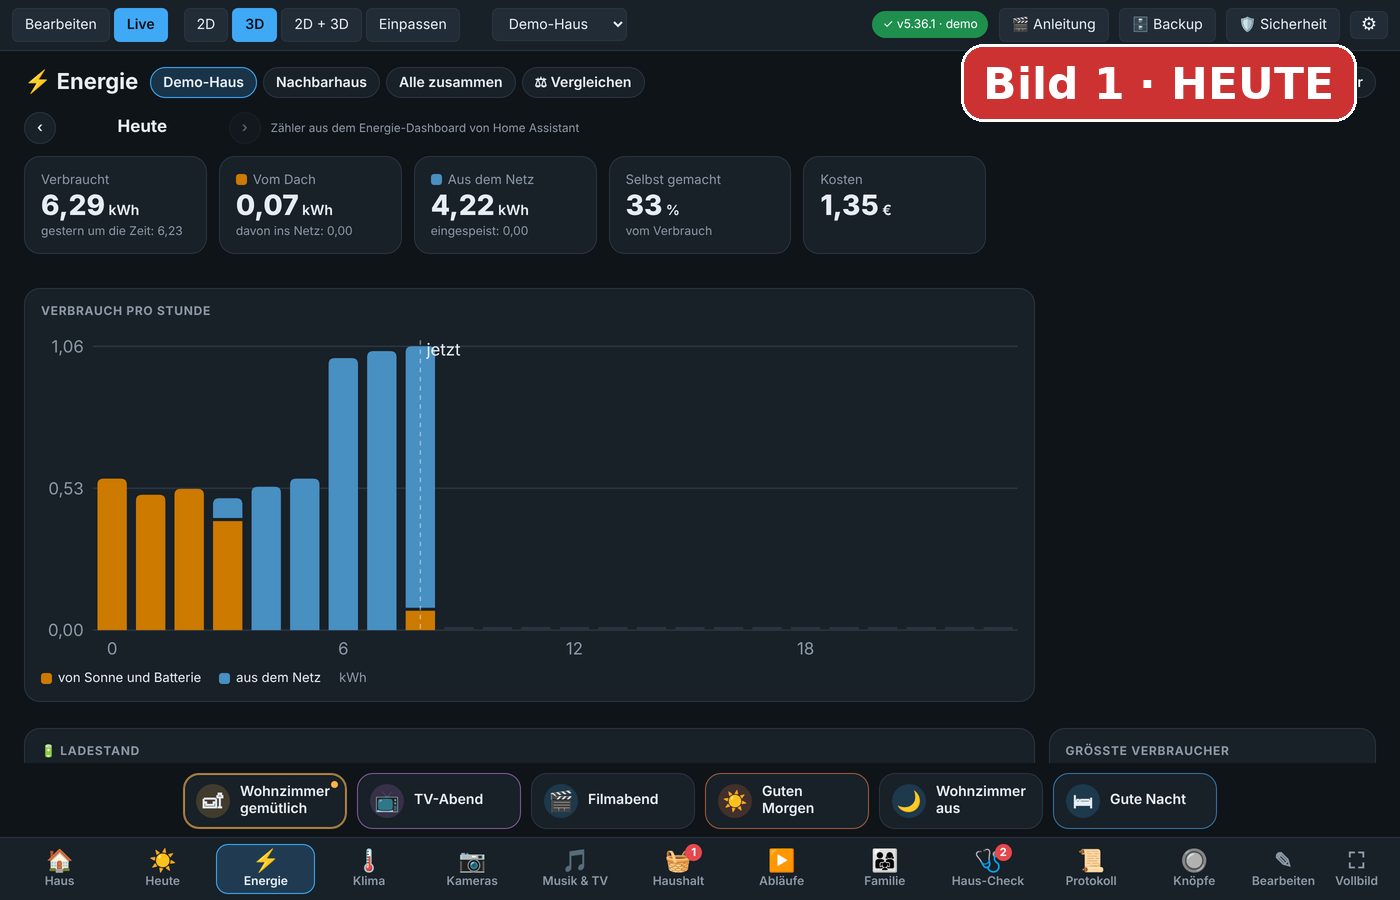 Bearbeiten Live 2D 3D 2D + 3D Einpassen Demo-Haus ✓ v5.36.1 · demo Anleitung Backup Sicherheit
Energie Demo-Haus Nachbarhaus Alle zusammen Vergleichen
Bild 1 · HEUTE
‹ Heute › Zähler aus dem Energie-Dashboard von Home Assistant
Verbraucht
6,29 kWh
gestern um die Zeit: 6,23
Vom Dach
0,07 kWh
davon ins Netz: 0,00
Aus dem Netz
4,22 kWh
eingespeist: 0,00
Selbst gemacht
33 %
vom Verbrauch
Kosten
1,35 €
VERBRAUCH PRO STUNDE
1,06
jetzt
0,53
0,00
0 6 12 18
von Sonne und Batterie aus dem Netz kWh
LADESTAND
GRÖSSTE VERBRAUCHER
Wohnzimmer
gemütlich
TV-Abend
Filmabend
Guten
Morgen
Wohnzimmer
aus
Gute Nacht
Haus
Heute
Energie
Klima
Kameras
Musik & TV
1
Haushalt
Abläufe
Familie
2
Haus-Check
Protokoll
Knöpfe
Bearbeiten
Vollbild